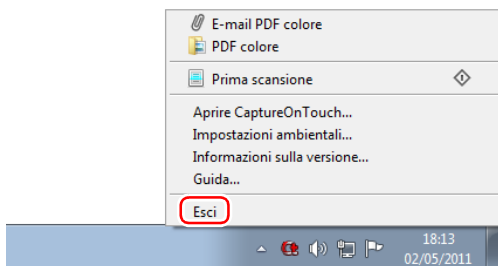 E-mail PDF colore
PDF colore
Prima scansione
Aprire CaptureOnTouch...
Impostazioni ambientali...
Informazioni sulla versione...
Guida...
Esci
18:13
02/05/2011